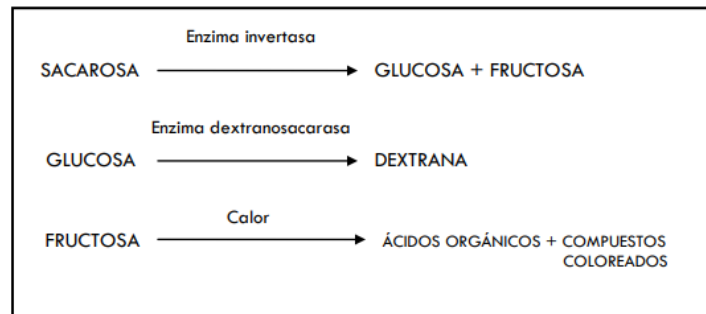 Enzima invertasa
SACAROSA GLUCOSA + FRUCTOSA
Enzima dextranosacarasa
GLUCOSA DEXTRANA
Calor
FRUCTOSA ÁCIDOS ORGÁNICOS + COMPUESTOS
COLOREADOS